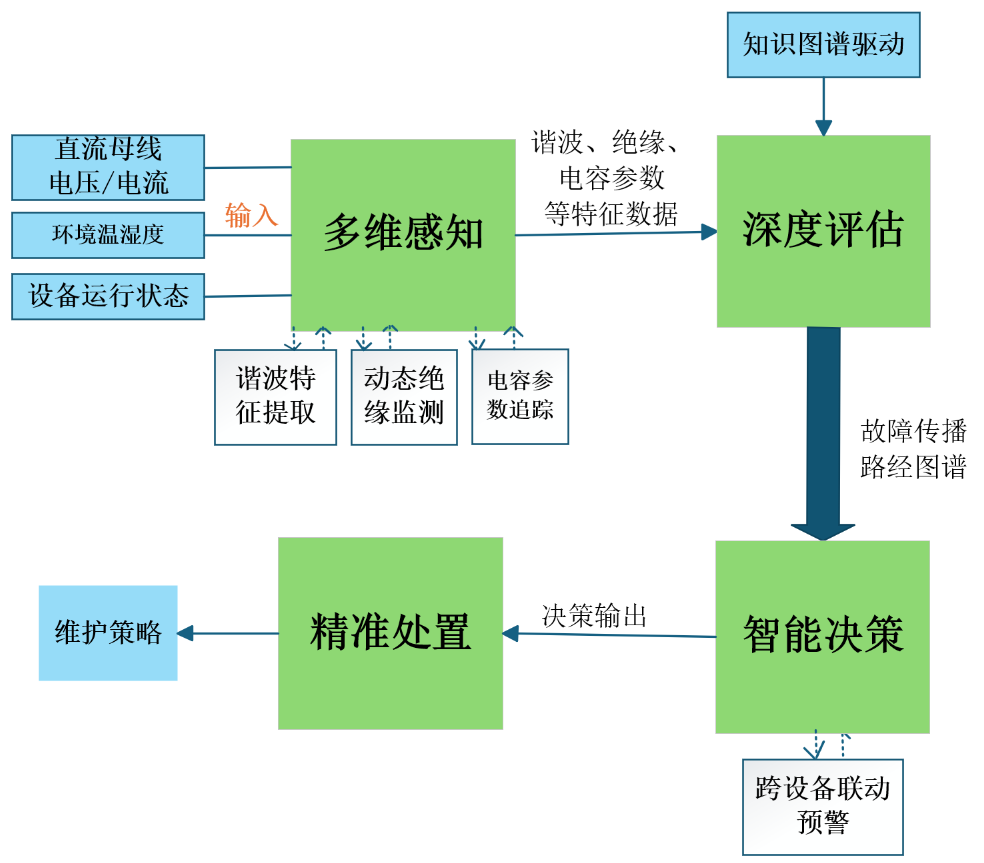 知识图谱驱动
直流母线
电压/电流
环境温湿度
设备运行状态
输入
多维感知
谐波、绝缘、
电容参数
等特征数据
深度评估
谐波特
征提取
动态绝
缘监测
电容参
数追踪
故障传播
路经图谱
维护策略
精准处置
决策输出
智能决策
跨设备联动
预警